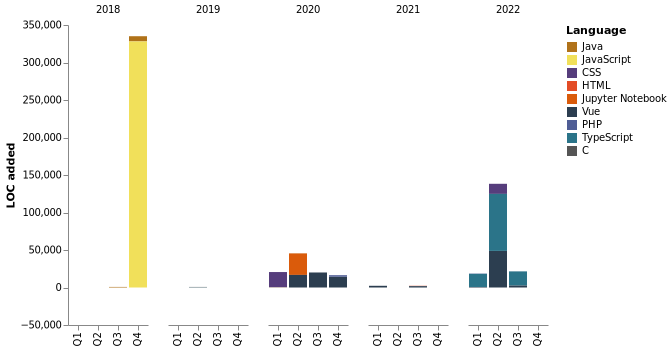 2018 2019 2020 2021 2022
Language
Java
JavaScript
CSS
HTML
Jupyter Notebook
Vue
PHP
TypeScript
C
LOC added
350,000
300,000
250,000
200,000
150,000
100,000
50,000
0
−50,000
Q1 Q2 Q3 Q4 Q1 Q2 Q3 Q4 Q1 Q2 Q3 Q4 Q1 Q2 Q3 Q4 Q1 Q2 Q3 Q4